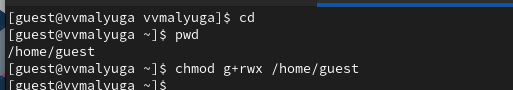 [guest@vvmalyuga vvmalyuga]$ cd
[guest@vvmalyuga ~]$ pwd
/home/guest
[guest@vvmalyuga ~]$ chmod g+rwx /home/guest
[guest@vvmalyuga ~]$